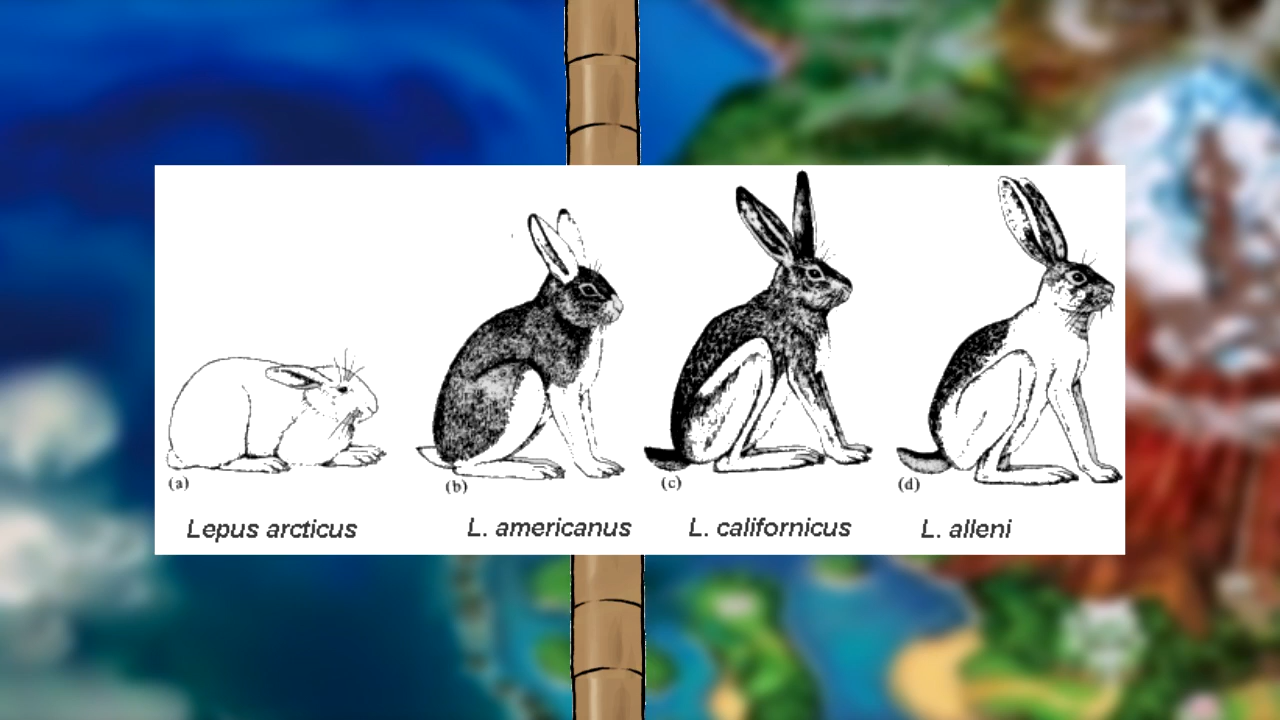 (a) (b) (c) (d)
Lepus arcticus L. americanus L. californicus L. alleni